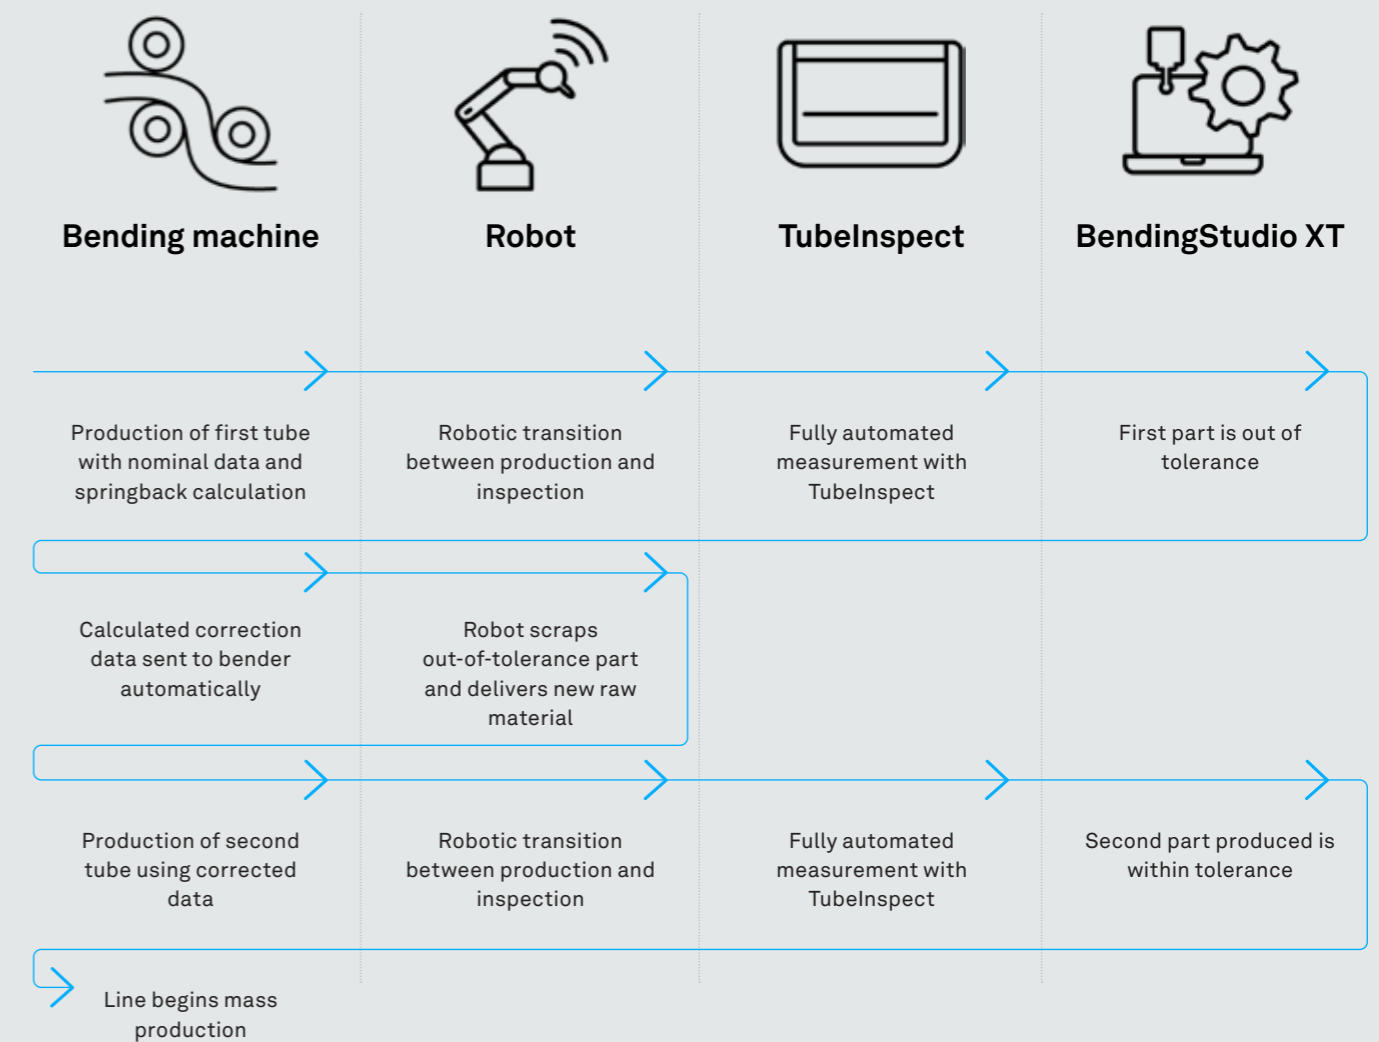 Bending machine
Robot
TubeInspect
BendingStudio XT
Production of first tube
with nominal data and
springback calculation
Robotic transition
between production and
inspection
Fully automated
measurement with
TubeInspect
First part is out of
tolerance
Calculated correction
data sent to bender
automatically
Robot scraps
out-of-tolerance part
and delivers new raw
material
Production of second
tube using corrected
data
Robotic transition
between production and
inspection
Fully automated
measurement with
TubeInspect
Second part produced is
within tolerance
Line begins mass
production